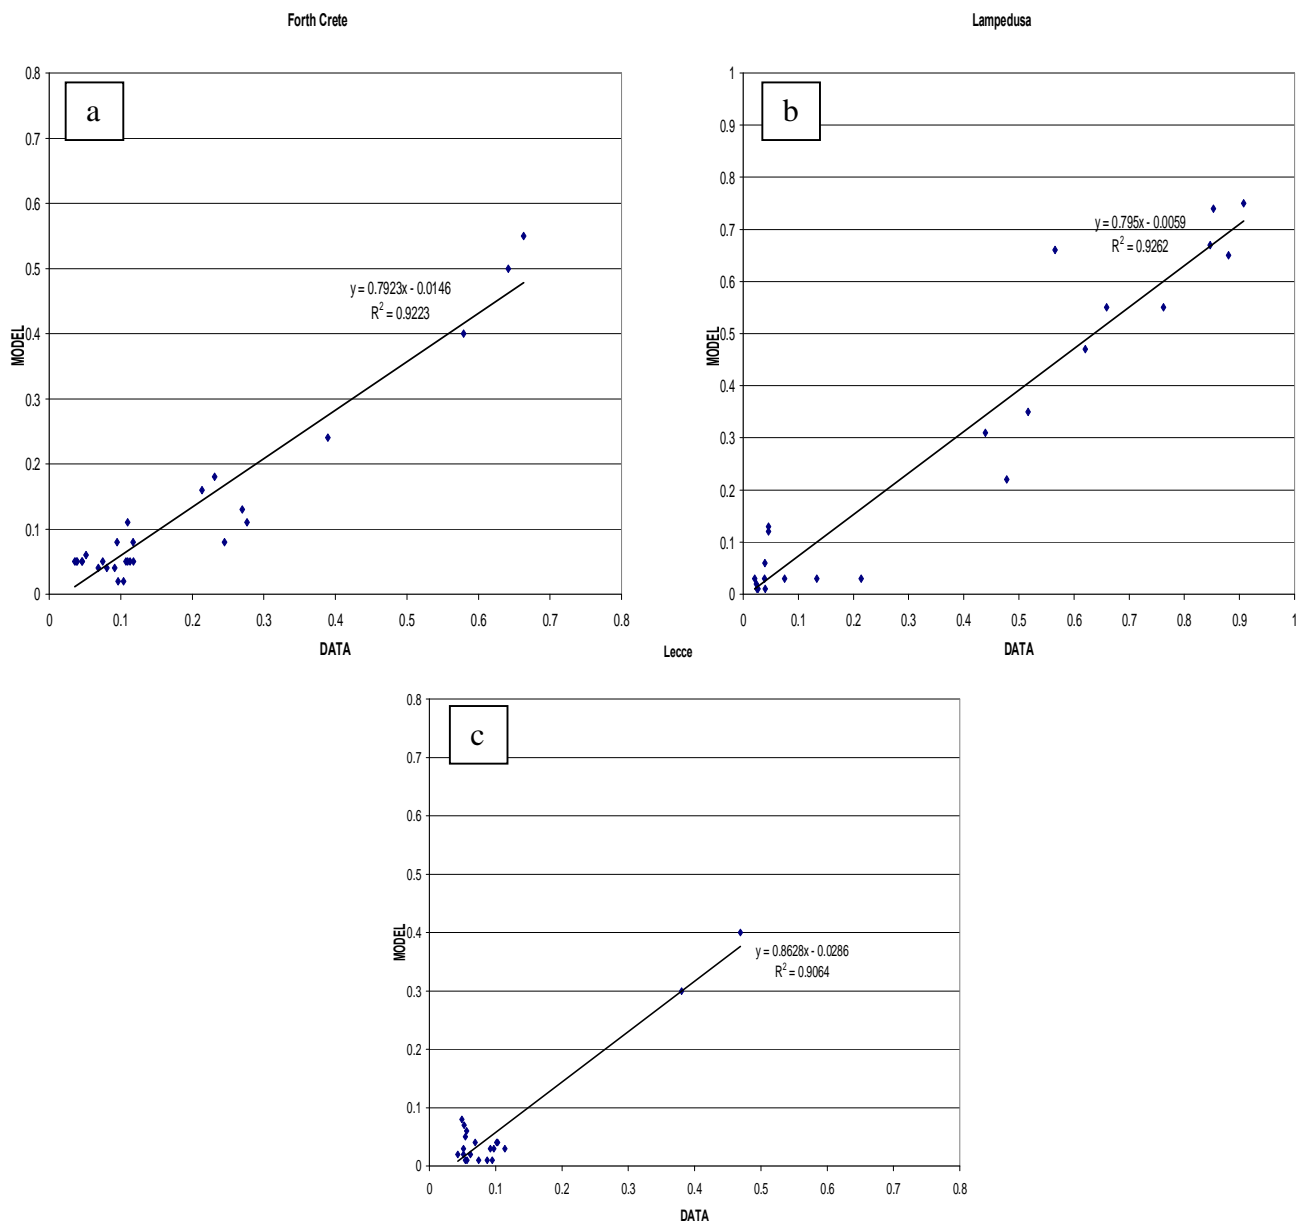 Forth Crete
a
0.8
0.7
0.6
0.5
0.4
0.3
0.2
0.1
0
MODEL
y = 0.7923x - 0.0146
R2 = 0.9223
0 0.1 0.2 0.3 0.4 0.5 0.6 0.7 0.8
DATA
Lampedusa
b
1
0.9
0.8
0.7
0.6
0.5
0.4
0.3
0.2
0.1
0
MODEL
y = 0.795x - 0.0059
R2 = 0.9262
0 0.1 0.2 0.3 0.4 0.5 0.6 0.7 0.8 0.9 1
DATA
Lecce
c
0.8
0.7
0.6
0.5
0.4
0.3
0.2
0.1
0
MODEL
y = 0.8628x - 0.0286
R2 = 0.9064
0 0.1 0.2 0.3 0.4 0.5 0.6 0.7 0.8
DATA